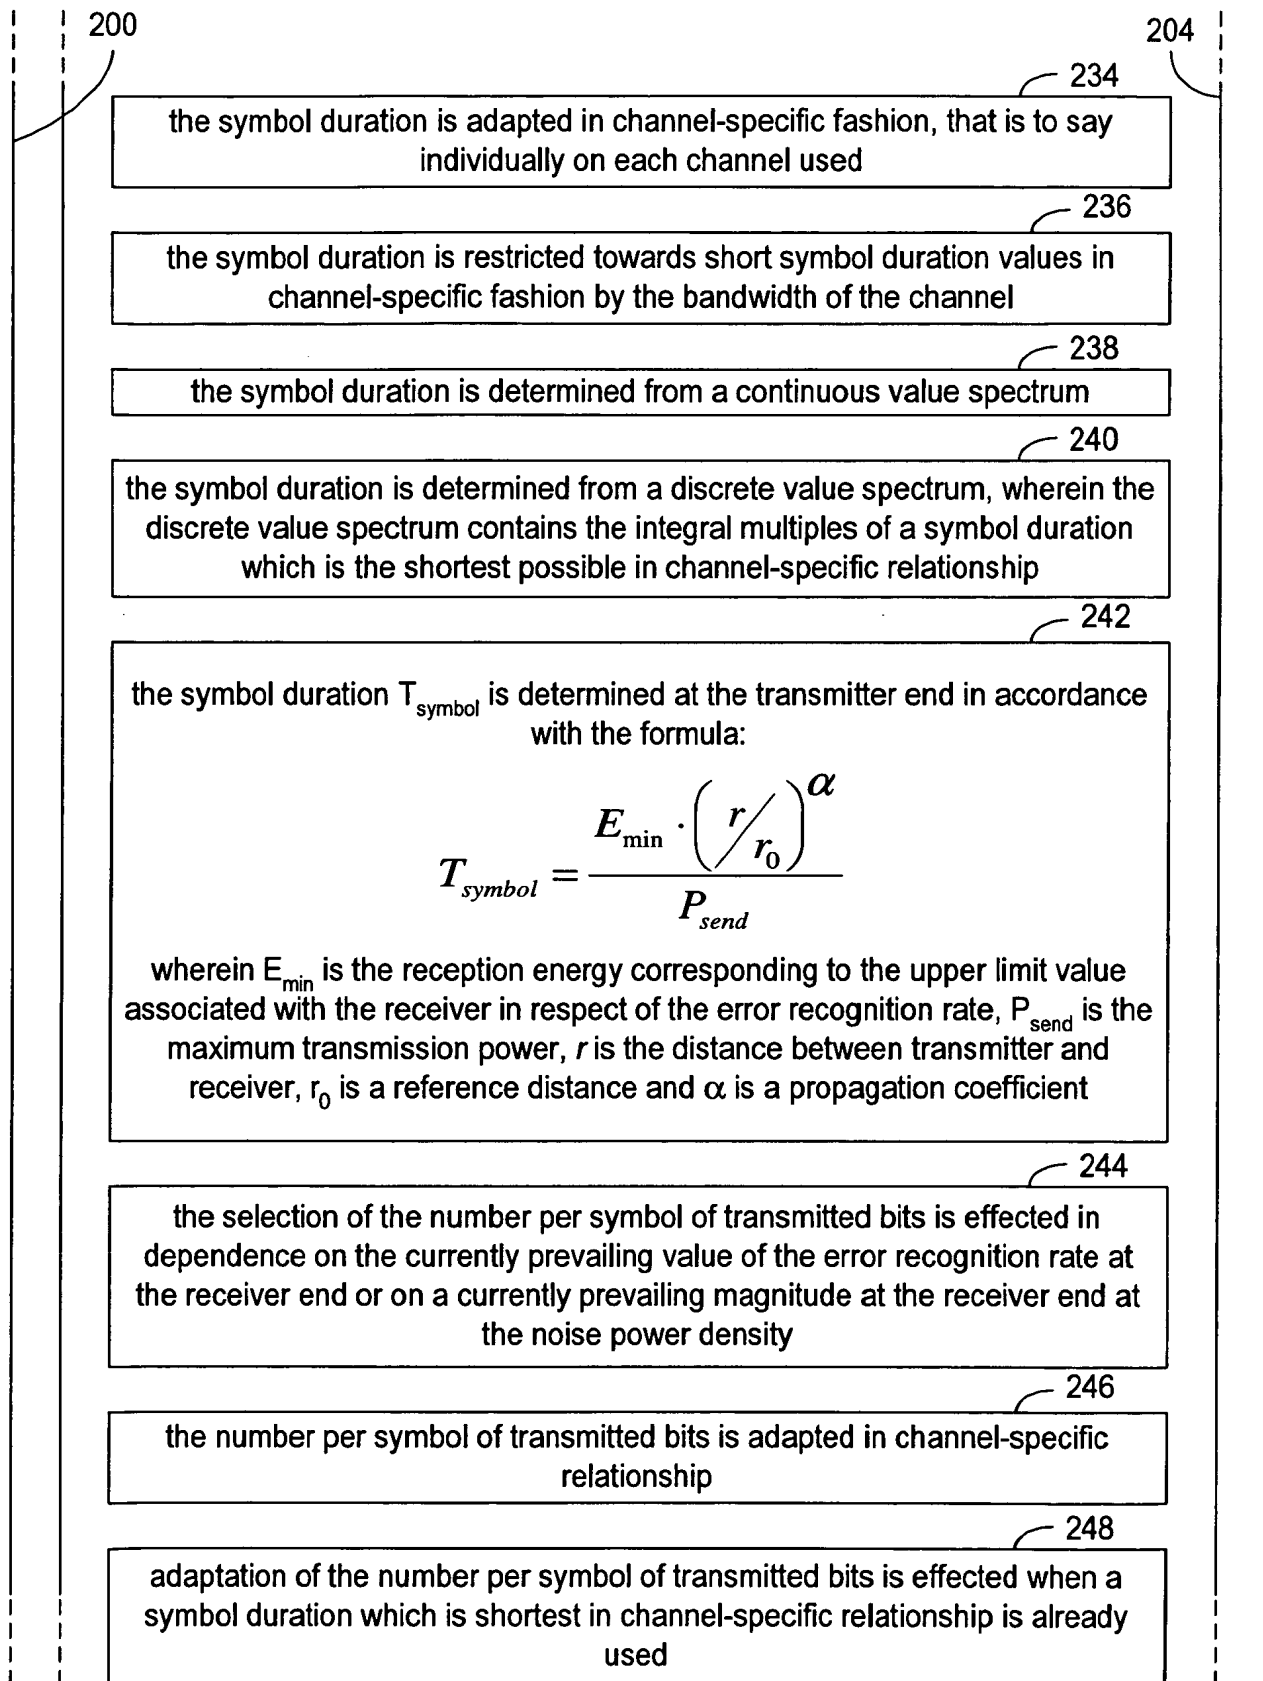 200
204
234
the symbol duration is adapted in channel-specific fashion, that is to say
individually on each channel used
236
the symbol duration is restricted towards short symbol duration values in
channel-specific fashion by the bandwidth of the channel
238
the symbol duration is determined from a continuous value spectrum
240
the symbol duration is determined from a discrete value spectrum, wherein the
discrete value spectrum contains the integral multiples of a symbol duration
which is the shortest possible in channel-specific relationship
242
the symbol duration T_symbol is determined at the transmitter end in accordance
with the formula:
T_symbol = E_min · (r/r_0)^α / P_send
wherein E_min is the reception energy corresponding to the upper limit value
associated with the receiver in respect of the error recognition rate, P_send is the
maximum transmission power, r is the distance between transmitter and
receiver, r_0 is a reference distance and α is a propagation coefficient
244
the selection of the number per symbol of transmitted bits is effected in
dependence on the currently prevailing value of the error recognition rate at
the receiver end or on a currently prevailing magnitude at the receiver end at
the noise power density
246
the number per symbol of transmitted bits is adapted in channel-specific
relationship
248
adaptation of the number per symbol of transmitted bits is effected when a
symbol duration which is shortest in channel-specific relationship is already
used